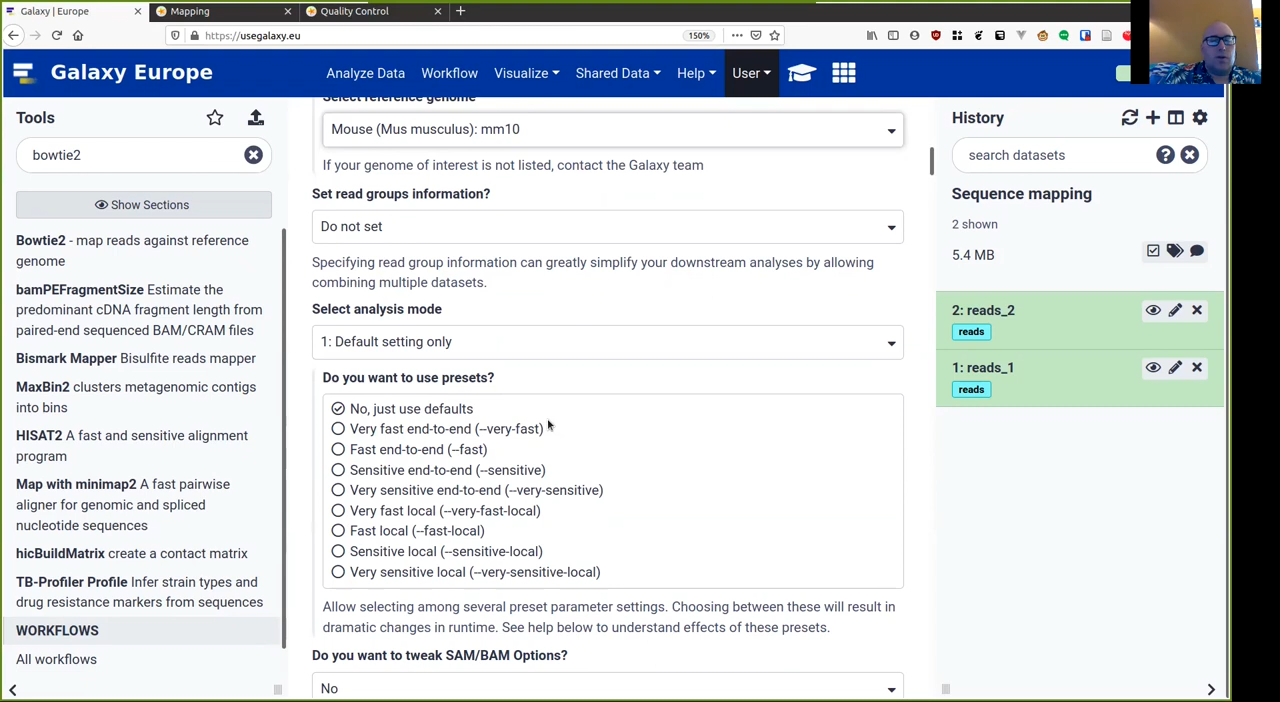 Galaxy | Europe
Mapping
Quality Control
https://usegalaxy.eu
150%
Galaxy Europe
Analyze Data
Workflow
Visualize
Shared Data
Help
User
Tools
bowtie2
Show Sections
Bowtie2 - map reads against reference
genome
bamPEFragmentSize Estimate the
predominant cDNA fragment length from
paired-end sequenced BAM/CRAM files
Bismark Mapper Bisulfite reads mapper
MaxBin2 clusters metagenomic contigs
into bins
HISAT2 A fast and sensitive alignment
program
Map with minimap2 A fast pairwise
aligner for genomic and spliced
nucleotide sequences
hicBuildMatrix create a contact matrix
TB-Profiler Profile Infer strain types and
drug resistance markers from sequences
WORKFLOWS
All workflows
Select reference genome
Mouse (Mus musculus): mm10
If your genome of interest is not listed, contact the Galaxy team
Set read groups information?
Do not set
Specifying read group information can greatly simplify your downstream analyses by allowing
combining multiple datasets.
Select analysis mode
1: Default setting only
Do you want to use presets?
No, just use defaults
Very fast end-to-end (--very-fast)
Fast end-to-end (--fast)
Sensitive end-to-end (--sensitive)
Very sensitive end-to-end (--very-sensitive)
Very fast local (--very-fast-local)
Fast local (--fast-local)
Sensitive local (--sensitive-local)
Very sensitive local (--very-sensitive-local)
Allow selecting among several preset parameter settings. Choosing between these will result in
dramatic changes in runtime. See help below to understand effects of these presets.
Do you want to tweak SAM/BAM Options?
No
History
search datasets
Sequence mapping
2 shown
5.4 MB
2: reads_2
reads
1: reads_1
reads